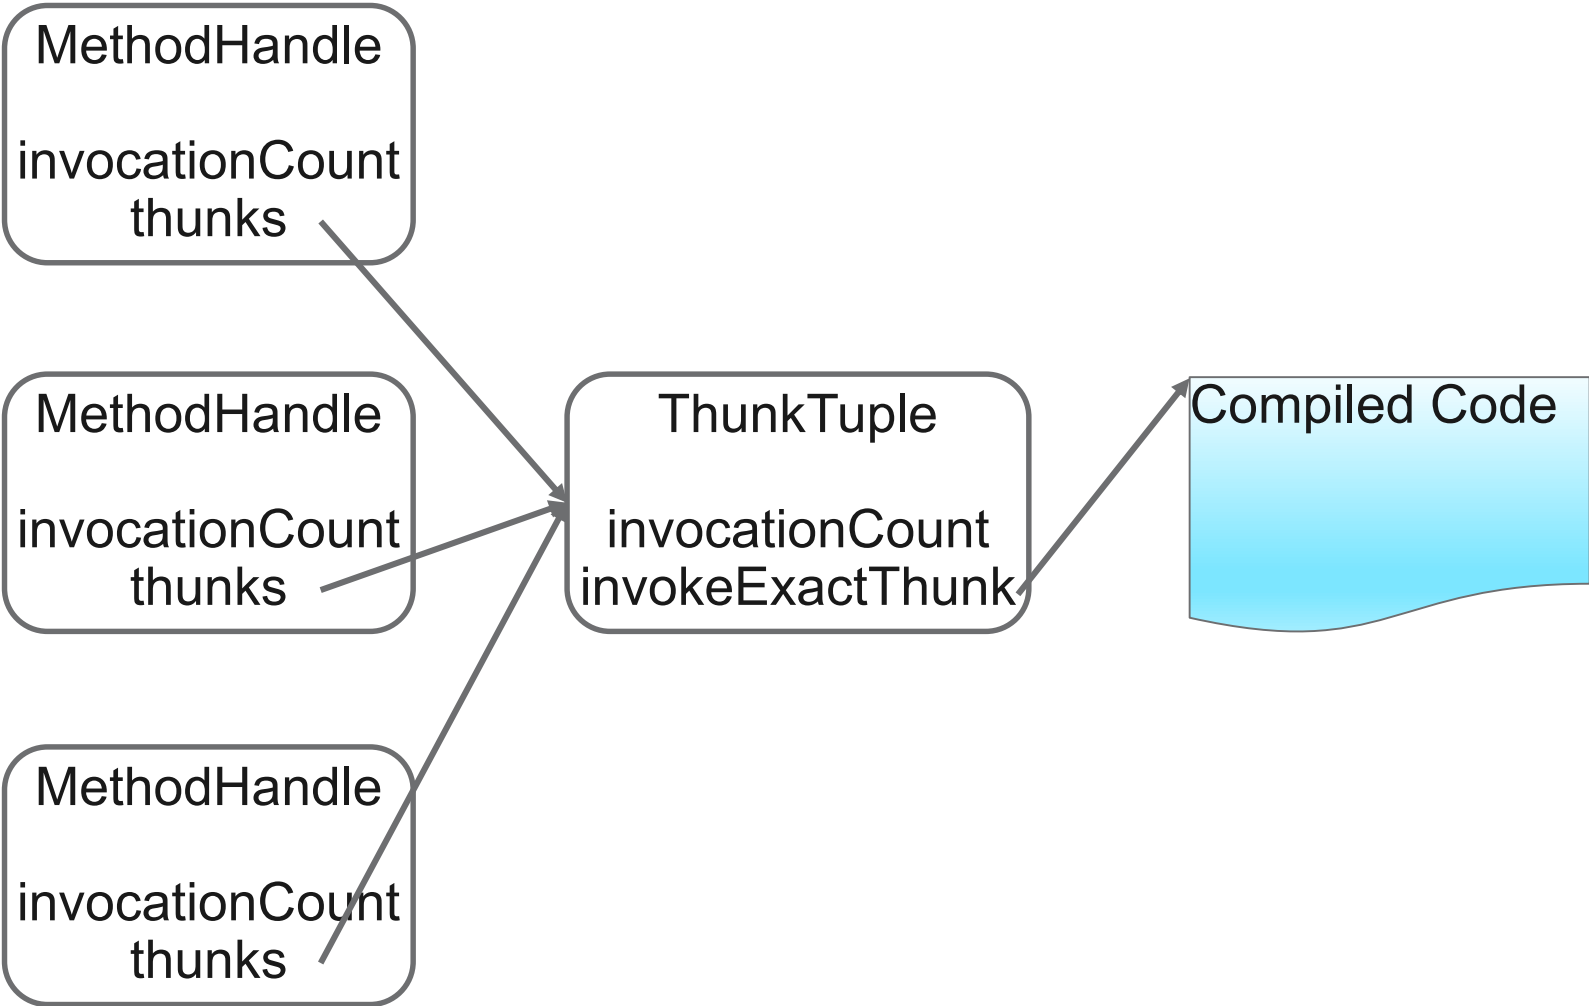 MethodHandle
invocationCount
thunks
MethodHandle
invocationCount
thunks
MethodHandle
invocationCount
thunks
ThunkTuple
invocationCount
invokeExactThunk
Compiled Code